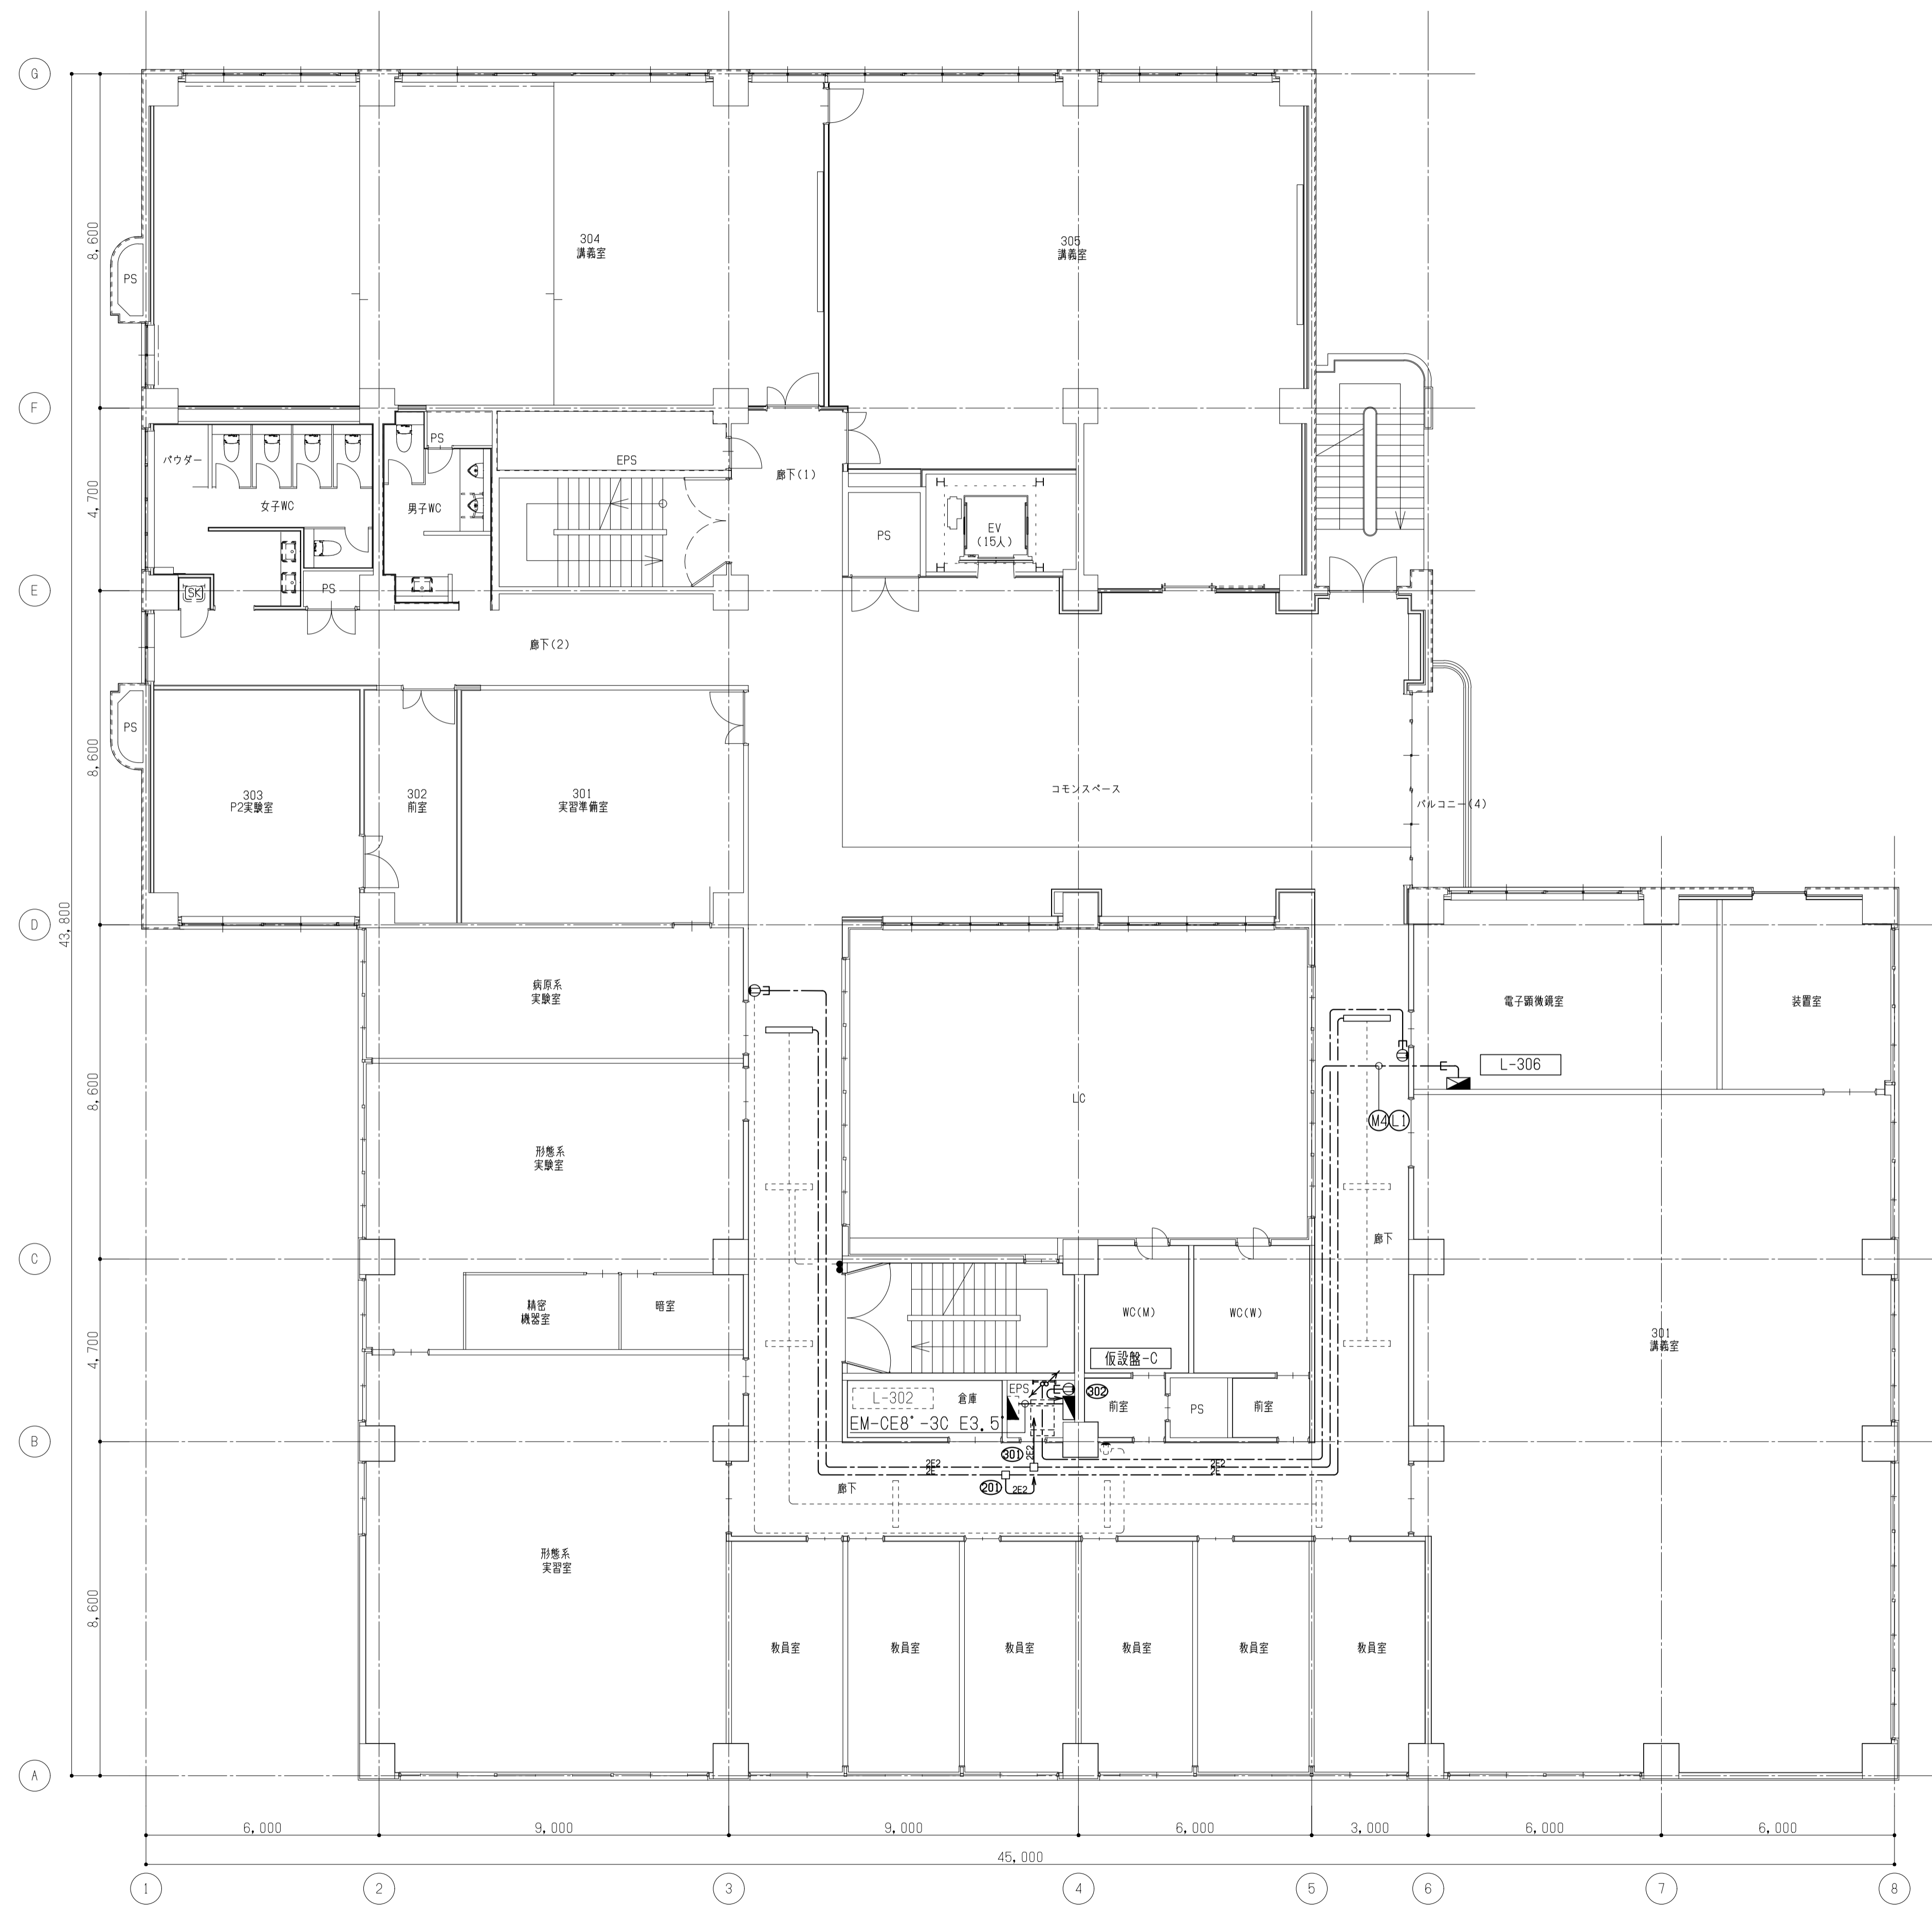 G
304
講義室
305
講義室
8,600
PS
F
パウダー
PS
EPS
廊下(1)
4,700
女子WC
男子WC
EV
(15人)
PS
E
SK
PS
廊下(2)
PS
8,600
303
P2実験室
302
前室
301
実習準備室
コモンスペース
バルコニー(4)
D
43,800
病原系
実験室
電子顕微鏡室
装置室
L-306
8,600
LC
M4
L1
形態系
実験室
廊下
C
精密
機器室
暗室
WC(M)
WC(W)
301
講義室
4,700
仮設盤-C
L-302
倉庫
EPS
302
前室
PS
前室
EM-CE8゜-3C E3.5゜
B
301
2E2
2E2
2E
2E2
2E
廊下
201
2E2
形態系
実習室
8,600
教員室
教員室
教員室
教員室
教員室
教員室
A
6,000
9,000
9,000
6,000
3,000
6,000
6,000
45,000
1
2
3
4
5
6
7
8